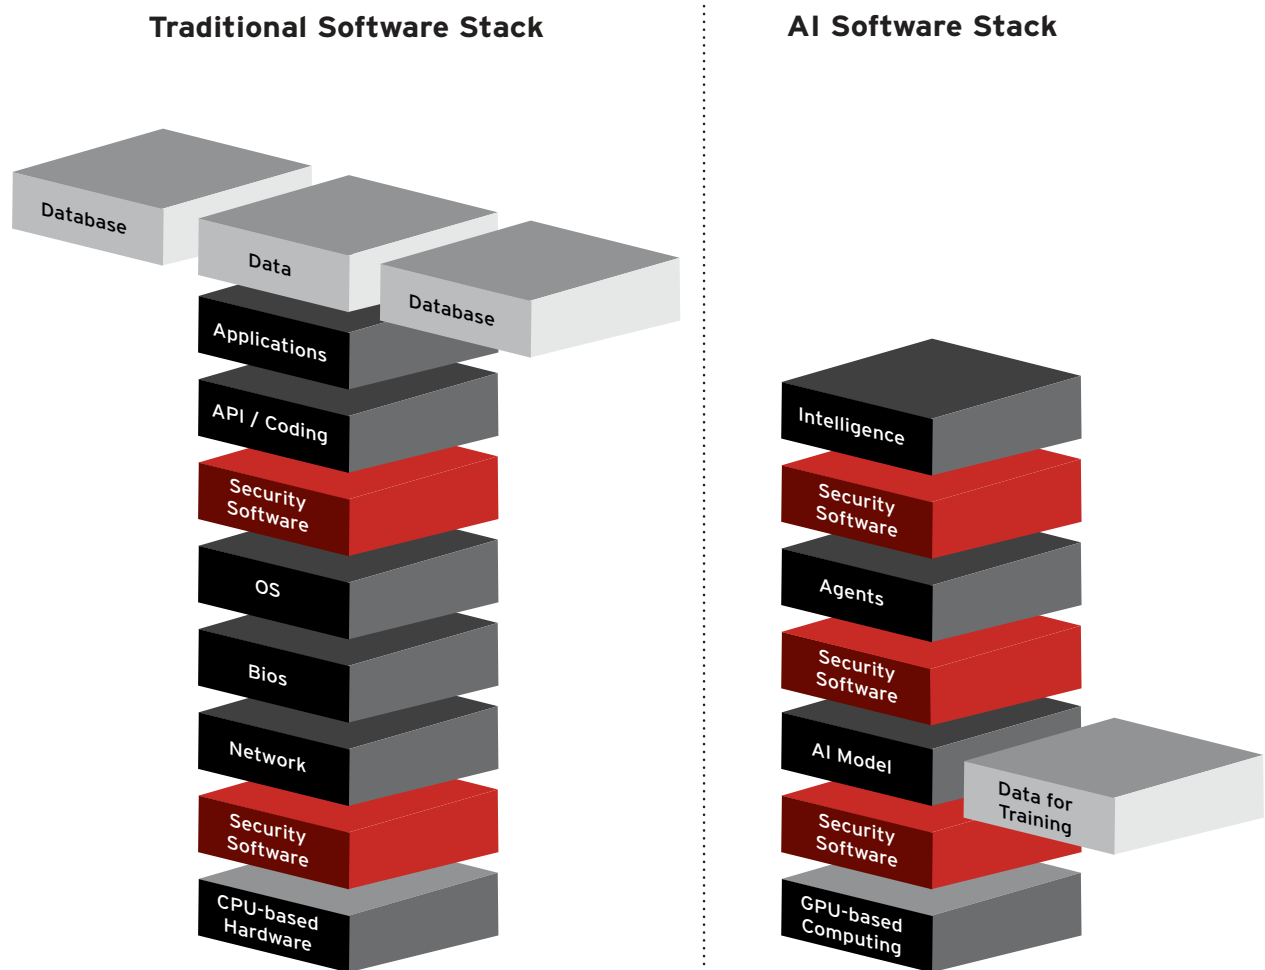 Traditional Software Stack
Database
Data
Database
Applications
API / Coding
Security
Software
OS
Bios
Network
Security
Software
CPU-based
Hardware
AI Software Stack
Intelligence
Security
Software
Agents
Security
Software
AI Model
Data for
Training
Security
Software
GPU-based
Computing